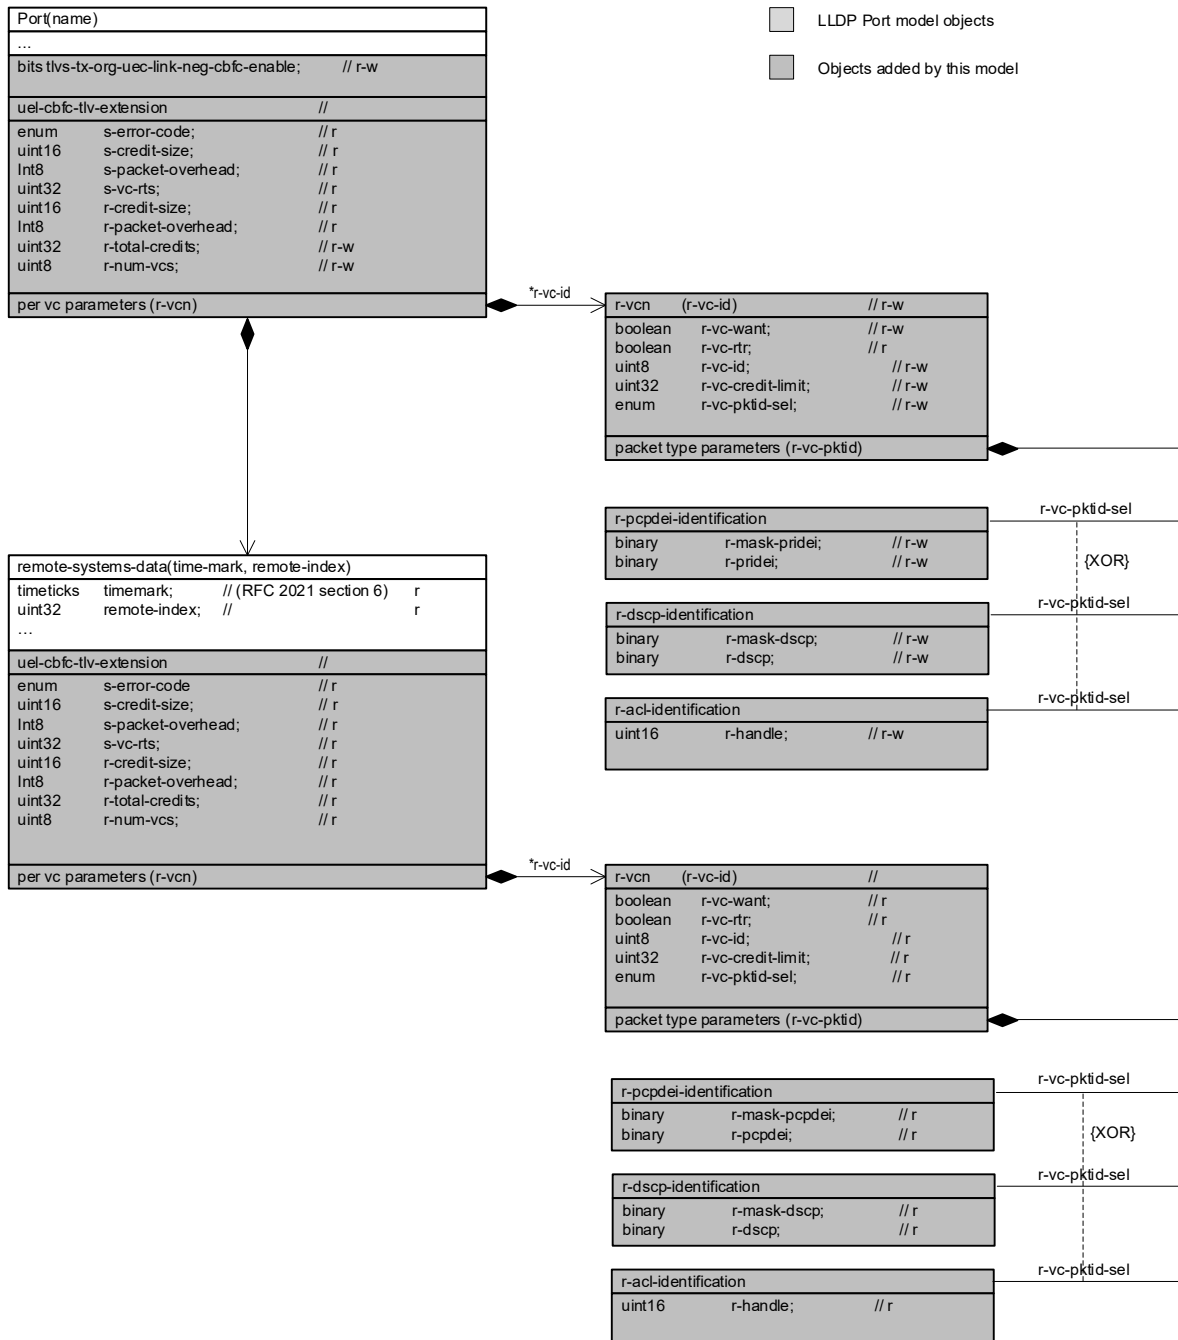 Port(name)
...
bits tlvs-tx-org-uec-link-neg-cbfc-enable; // r-w
uel-cbfc-tlv-extension //
enum s-error-code; // r
uint16 s-credit-size; // r
Int8 s-packet-overhead; // r
uint32 s-vc-rts; // r
uint16 r-credit-size; // r
Int8 r-packet-overhead; // r
uint32 r-total-credits; // r-w
uint8 r-num-vcs; // r-w
per vc parameters (r-vcn)
LLDP Port model objects
Objects added by this model
*r-vc-id
r-vcn (r-vc-id) // r-w
boolean r-vc-want; // r-w
boolean r-vc-rtr; // r
uint8 r-vc-id; // r-w
uint32 r-vc-credit-limit; // r-w
enum r-vc-pktid-sel; // r-w
packet type parameters (r-vc-pktid)
r-pcpdei-identification
binary r-mask-pridei; // r-w
binary r-pridei; // r-w
r-vc-pktid-sel
{XOR}
r-dscp-identification
binary r-mask-dscp; // r-w
binary r-dscp; // r-w
r-vc-pktid-sel
r-acl-identification
uint16 r-handle; // r-w
r-vc-pktid-sel
remote-systems-data(time-mark, remote-index)
timeticks timemark; // (RFC 2021 section 6) r
uint32 remote-index; // r
...
uel-cbfc-tlv-extension //
enum s-error-code // r
uint16 s-credit-size; // r
Int8 s-packet-overhead; // r
uint32 s-vc-rts; // r
uint16 r-credit-size; // r
Int8 r-packet-overhead; // r
uint32 r-total-credits; // r
uint8 r-num-vcs; // r
per vc parameters (r-vcn)
*r-vc-id
r-vcn (r-vc-id) //
boolean r-vc-want; // r
boolean r-vc-rtr; // r
uint8 r-vc-id; // r
uint32 r-vc-credit-limit; // r
enum r-vc-pktid-sel; // r
packet type parameters (r-vc-pktid)
r-pcpdei-identification
binary r-mask-pcpdei; // r
binary r-pcpdei; // r
r-vc-pktid-sel
{XOR}
r-dscp-identification
binary r-mask-dscp; // r
binary r-dscp; // r
r-vc-pktid-sel
r-acl-identification
uint16 r-handle; // r
r-vc-pktid-sel